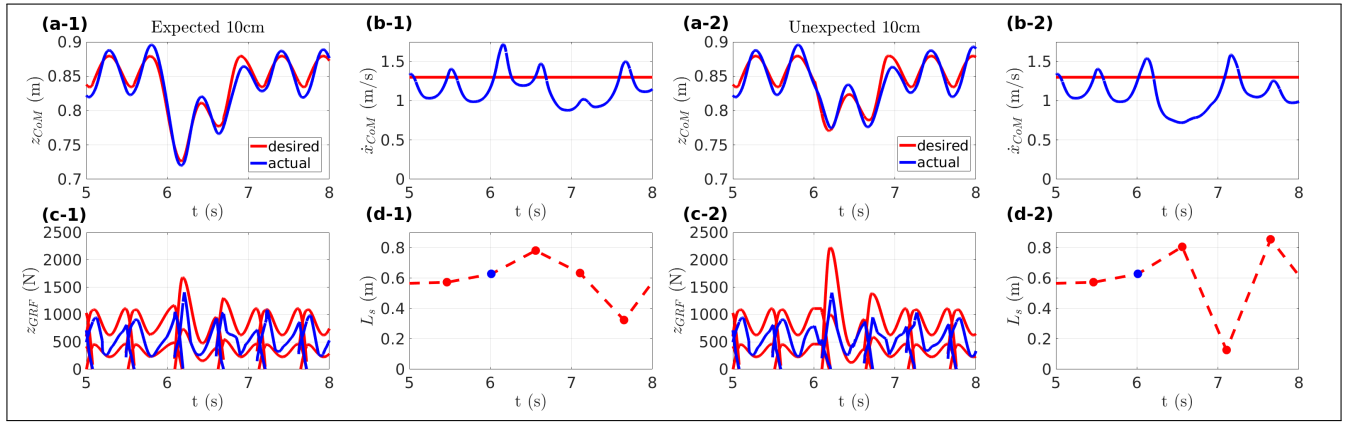 (a-1) Expected 10cm (b-1) (a-2) Unexpected 10cm (b-2)
0.9
0.85
0.8
0.75
0.7
z_CoM (m)
desired
actual
5 6 7 8
t (s)
1.5
1
0.5
0
ẋ_CoM (m/s)
5 6 7 8
t (s)
0.9
0.85
0.8
0.75
0.7
z_CoM (m)
desired
actual
5 6 7 8
t (s)
1.5
1
0.5
0
ẋ_CoM (m/s)
5 6 7 8
t (s)
(c-1) (d-1) (c-2) (d-2)
2500
2000
1500
1000
500
0
z_GRF (N)
5 6 7 8
t (s)
0.8
0.6
0.4
0.2
0
L_s (m)
5 6 7 8
t (s)
2500
2000
1500
1000
500
0
z_GRF (N)
5 6 7 8
t (s)
0.8
0.6
0.4
0.2
0
L_s (m)
5 6 7 8
t (s)